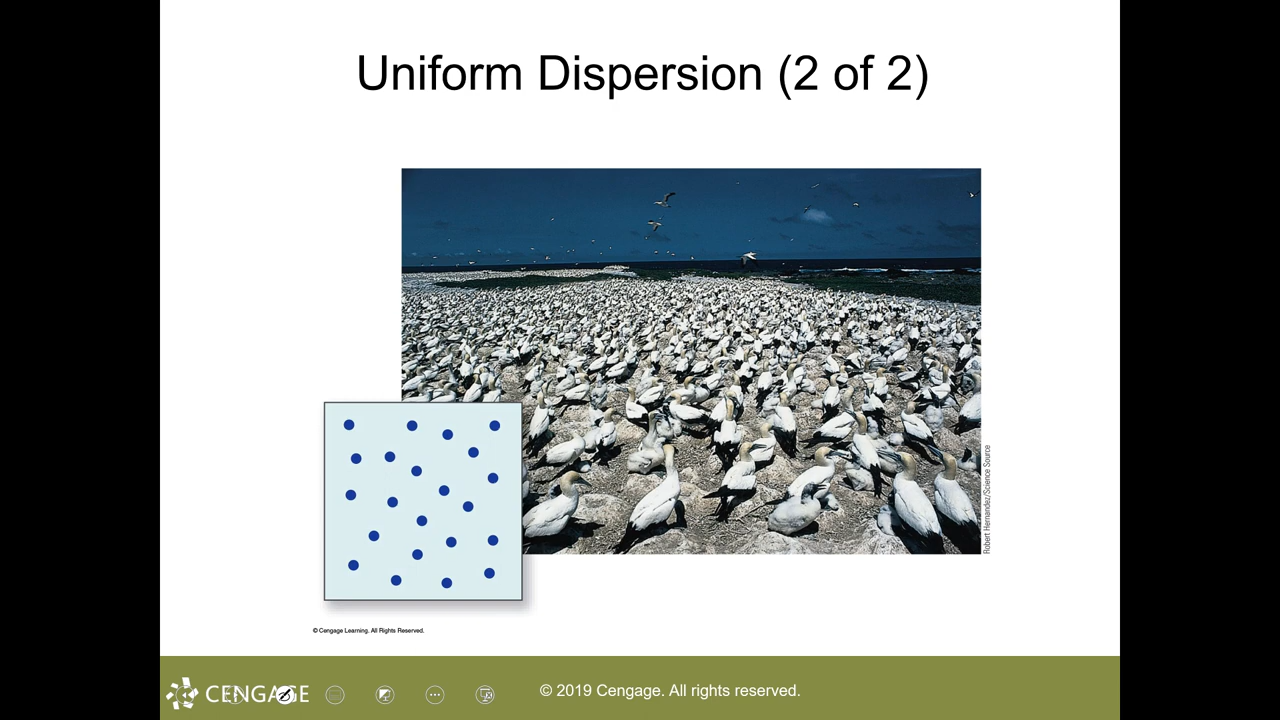 Uniform Dispersion (2 of 2)
Robert Hernandez/Science Source
© Cengage Learning. All Rights Reserved.
CENGAGE
© 2019 Cengage. All rights reserved.